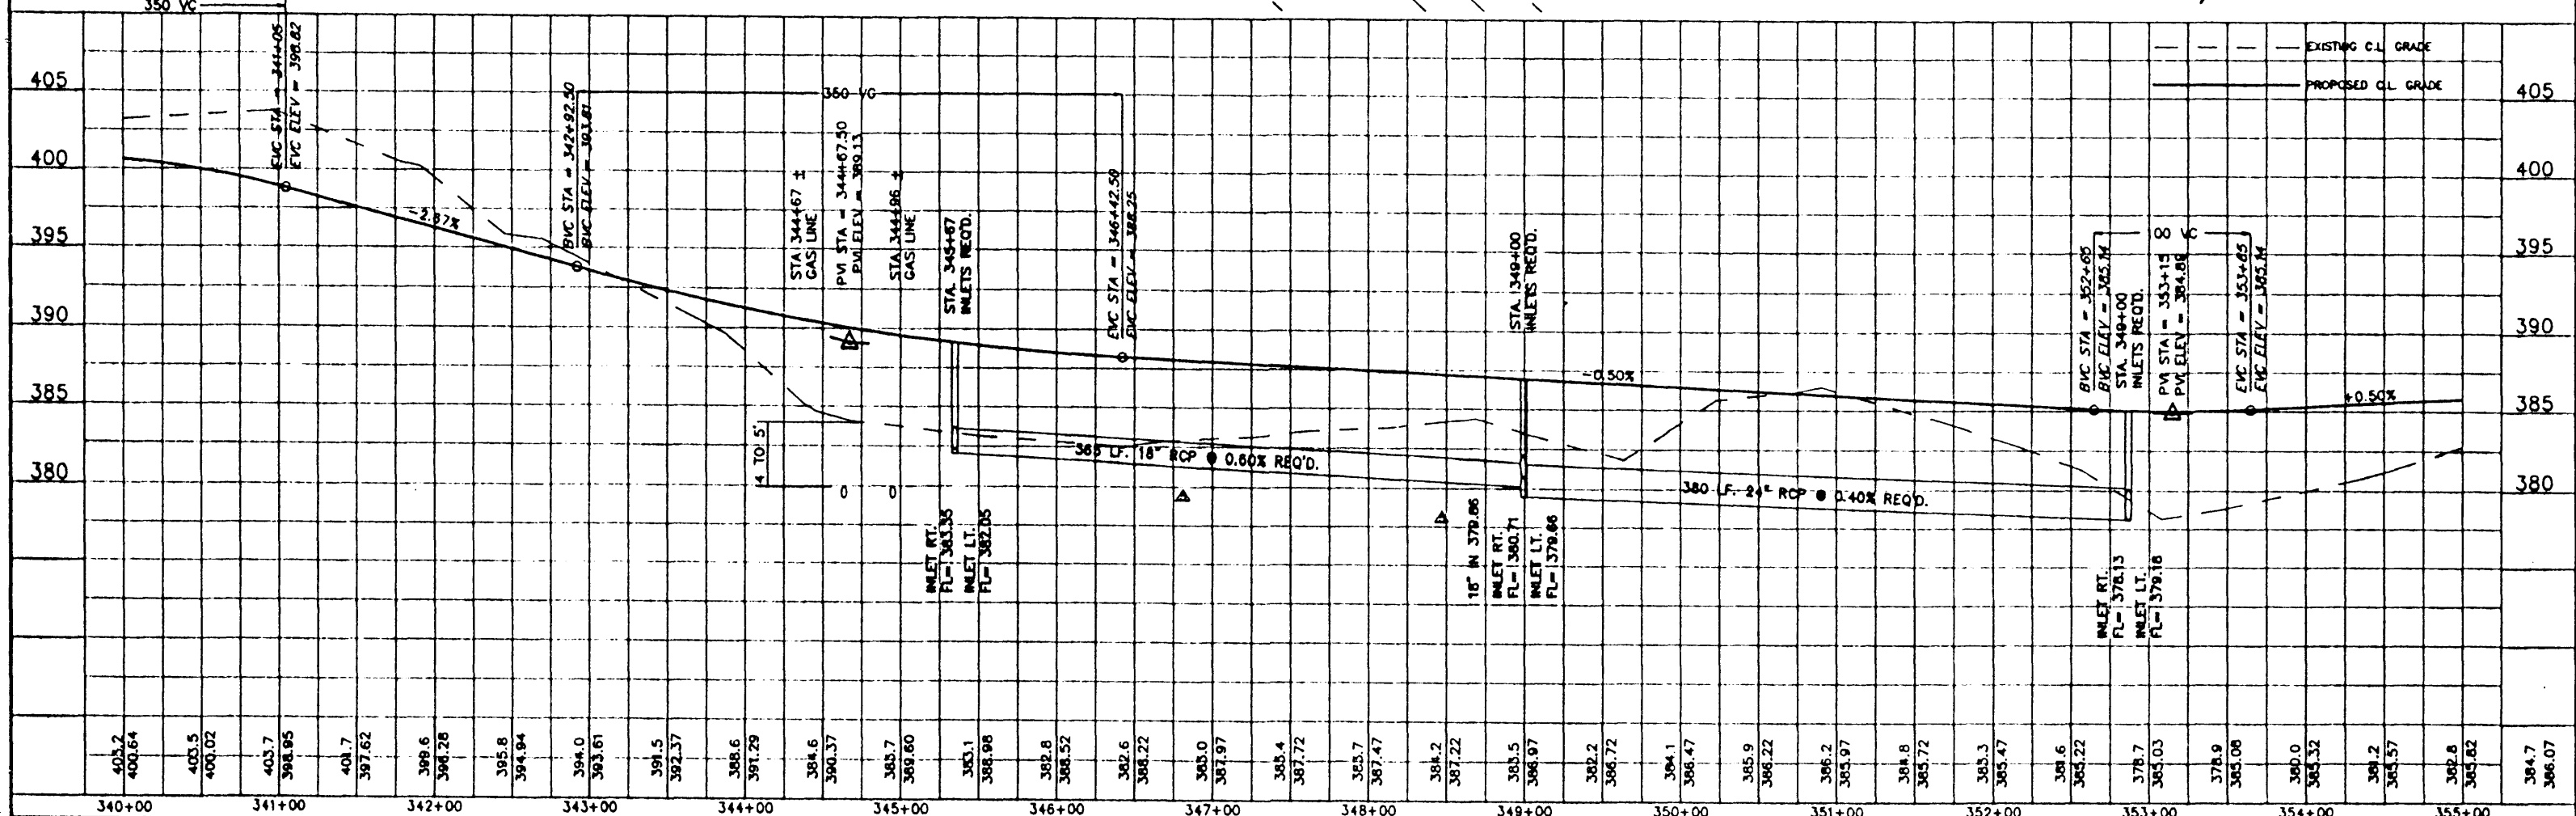 350 VC
EVC STA = 341+05
EVC ELEV = 398.82
EXISTING C.L. GRADE
PROPOSED C.L. GRADE
405
400
395
390
385
380
405
400
395
390
385
380
-2.67%
BVC STA = 342+92.50
BVC ELEV = 393.81
350 VC
STA 344+67 ±
GAS LINE
PVI STA = 344+67.50
PVI ELEV = 389.13
STA 344+96 ±
GAS LINE
STA. 345+67
INLETS REQ'D.
EVC STA = 346+42.50
EVC ELEV = 388.25
STA. 349+00
INLETS REQ'D.
-0.50%
100 VC
BVC STA = 352+65
BVC ELEV = 385.14
STA. 349+00
INLETS REQ'D.
PVI STA = 353+15
PVI ELEV = 384.89
EVC STA = 353+65
EVC ELEV = 385.14
+0.50%
4 TO 5'
0 0
365 LF. 18" RCP @ 0.60% REQ'D.
380 LF. 24" RCP @ 0.40% REQ'D.
INLET RT.
FL= 383.35
INLET LT.
FL= 382.05
18" IN 379.86
INLET RT.
FL= 380.71
INLET LT.
FL= 379.66
INLET RT.
FL= 378.13
INLET LT.
FL= 379.18
403.2 403.5 403.7 401.7 399.6 395.8 394.0 391.5 388.6 384.6 383.7 383.1 382.8 382.6 383.0 383.4 383.7 384.2 383.5 382.2 384.1 385.9 386.2 384.8 383.3 381.6 378.7 378.9 380.0 381.2 382.8 384.7
400.64 400.02 398.95 397.62 396.28 394.94 393.61 392.37 391.29 390.37 389.60 388.98 388.52 388.22 387.97 387.72 387.47 387.22 386.97 386.72 386.47 386.22 385.97 385.72 385.47 385.22 385.03 385.08 385.32 385.57 385.82 386.07
340+00 341+00 342+00 343+00 344+00 345+00 346+00 347+00 348+00 349+00 350+00 351+00 352+00 353+00 354+00 355+00